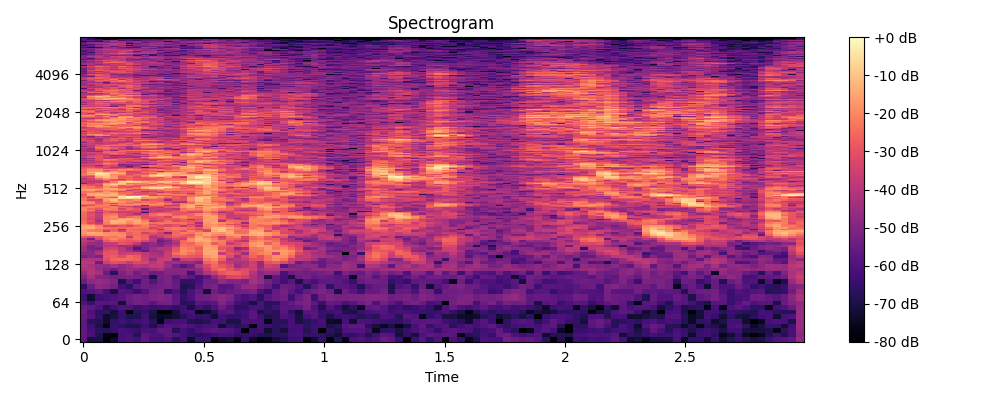 Spectrogram
Hz
4096
2048
1024
512
256
128
64
0
0
0.5
1
1.5
2
2.5
Time
+0 dB
-10 dB
-20 dB
-30 dB
-40 dB
-50 dB
-60 dB
-70 dB
-80 dB